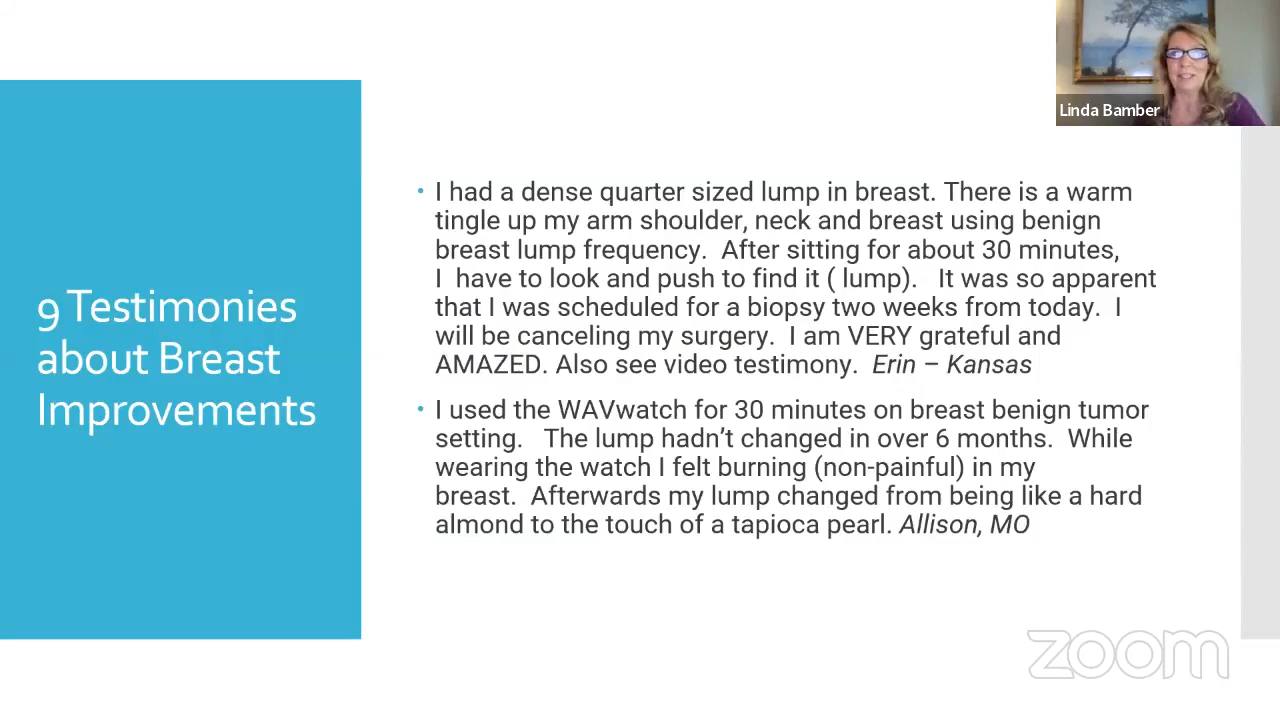 Linda Bamber
9 Testimonies
about Breast
Improvements
• I had a dense quarter sized lump in breast. There is a warm
tingle up my arm shoulder, neck and breast using benign
breast lump frequency.  After sitting for about 30 minutes,
I  have to look and push to find it ( lump).   It was so apparent
that I was scheduled for a biopsy two weeks from today.  I
will be canceling my surgery.  I am VERY grateful and
AMAZED. Also see video testimony.  Erin – Kansas
• I used the WAVwatch for 30 minutes on breast benign tumor
setting.   The lump hadn’t changed in over 6 months.  While
wearing the watch I felt burning (non-painful) in my
breast.  Afterwards my lump changed from being like a hard
almond to the touch of a tapioca pearl. Allison, MO
zoom